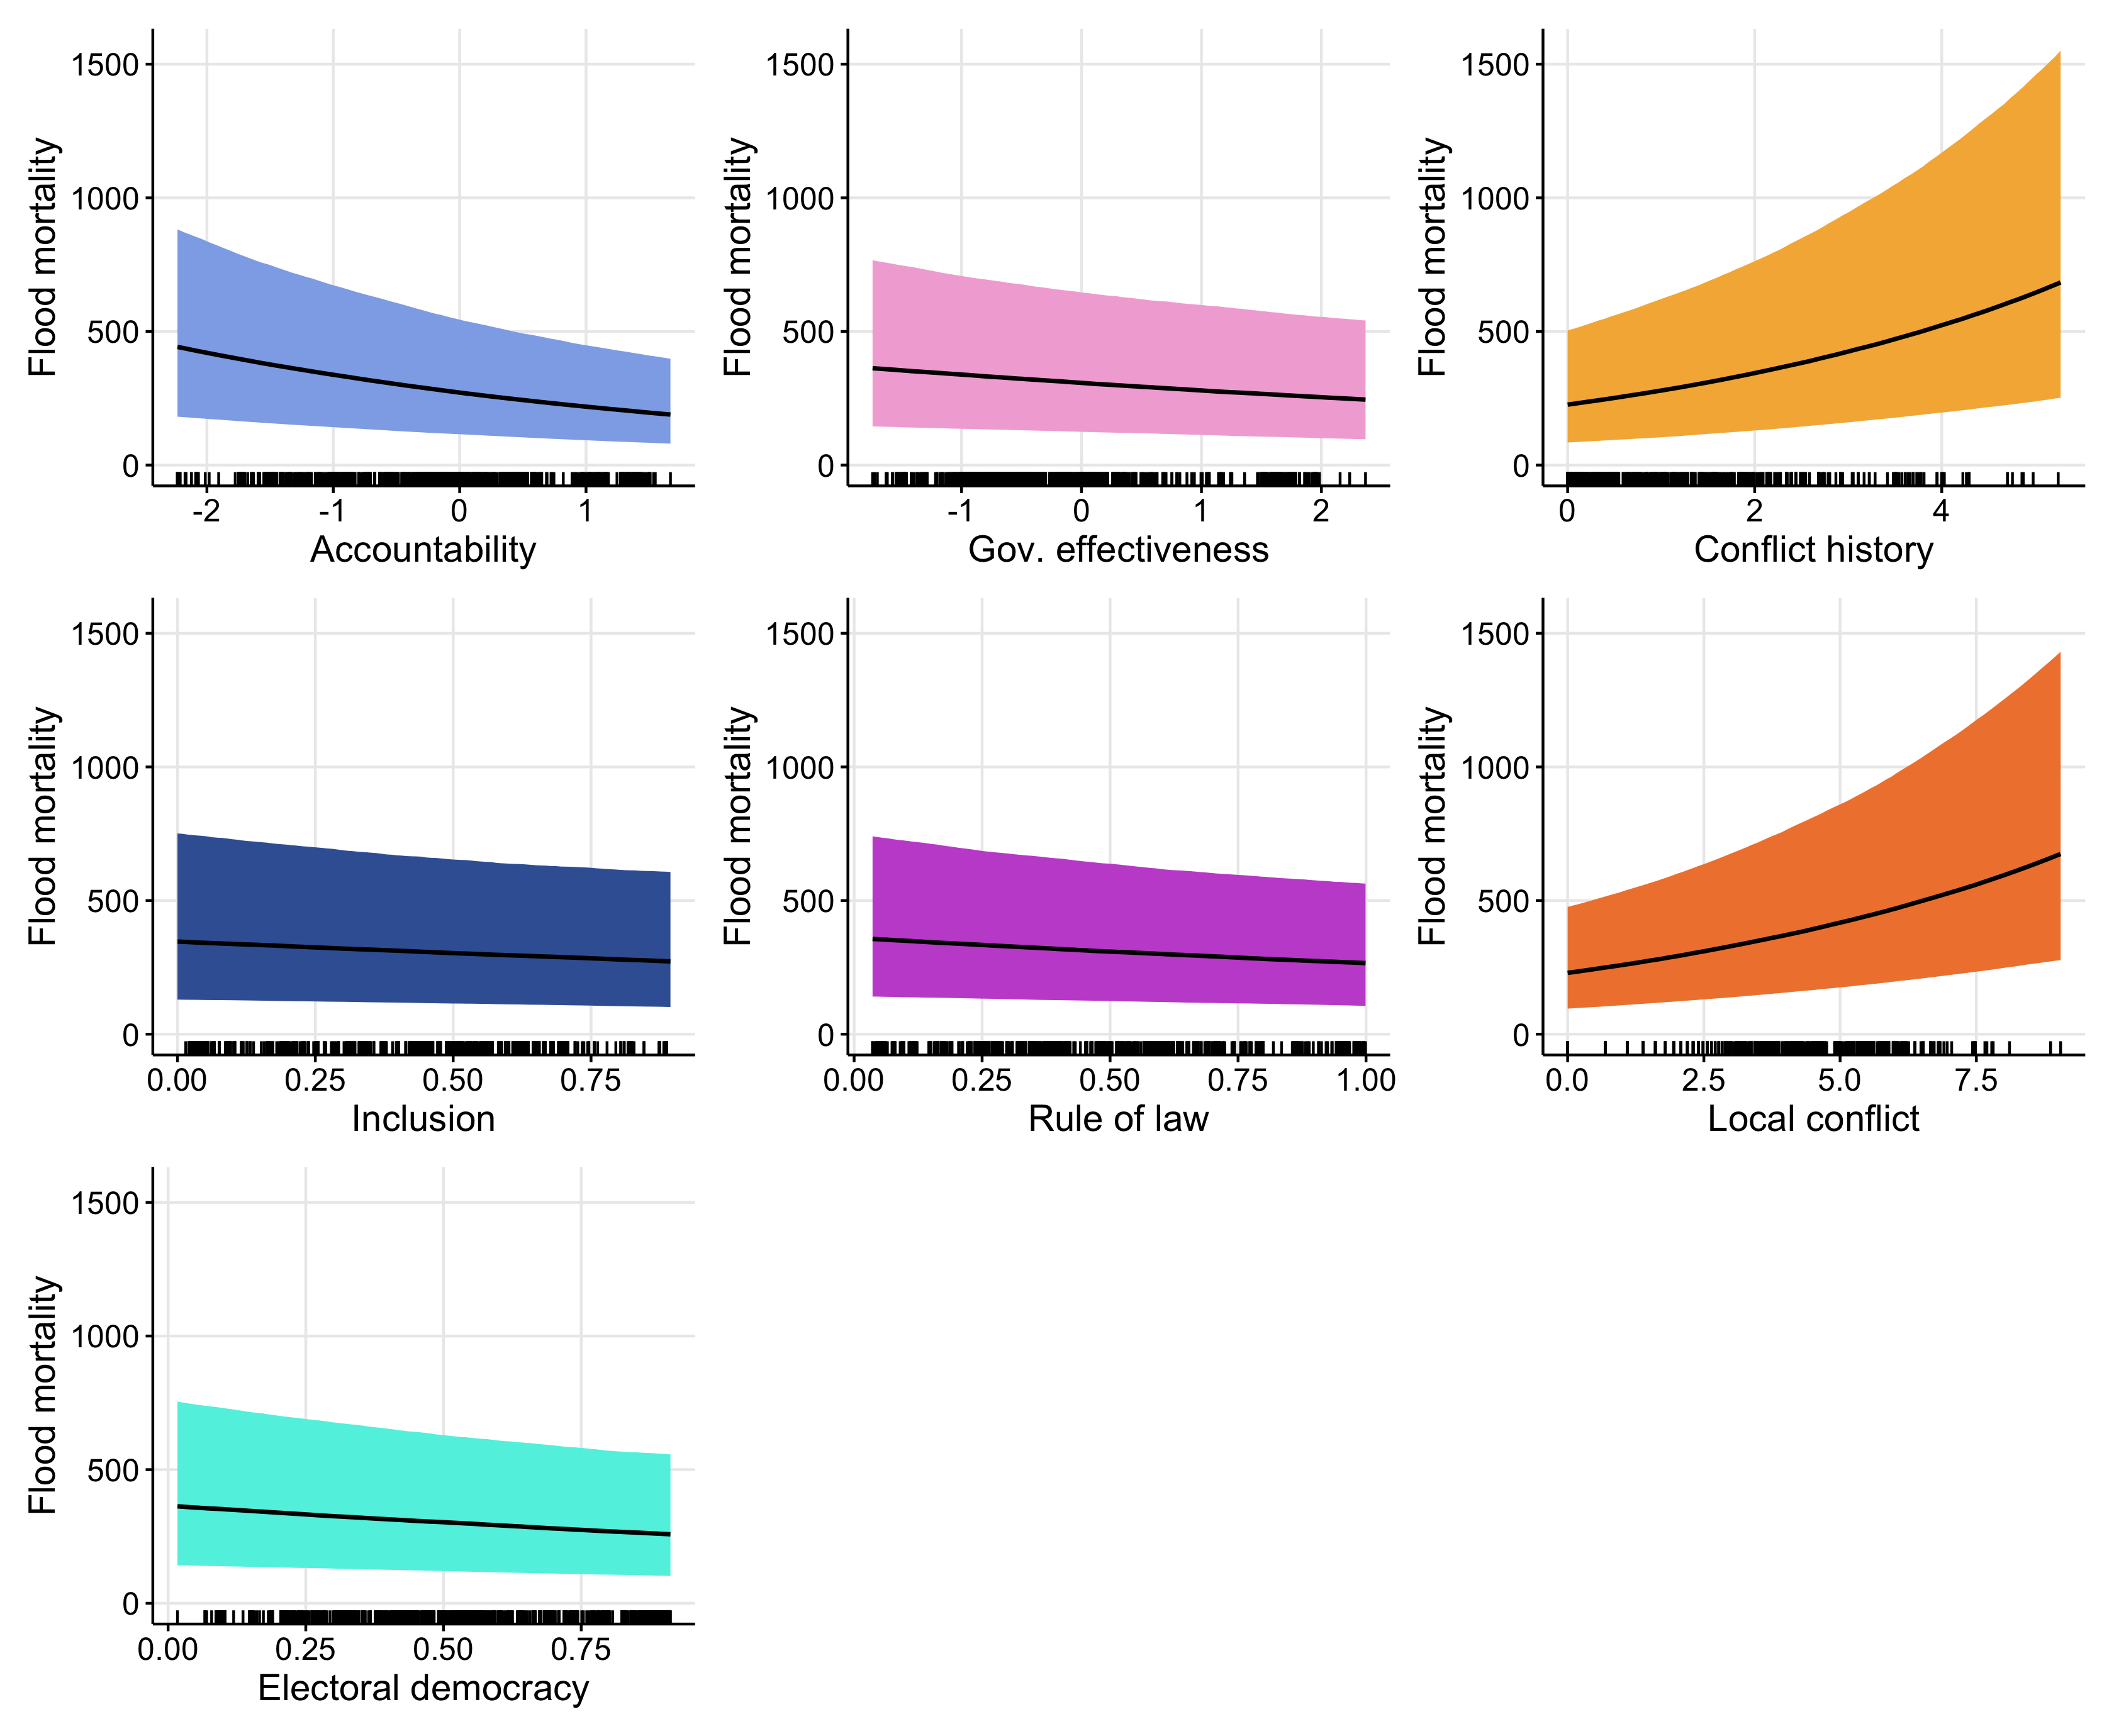 Flood mortality
1500
1000
500
0
-2 -1 0 1
Accountability
Flood mortality
1500
1000
500
0
-1 0 1 2
Gov. effectiveness
Flood mortality
1500
1000
500
0
0 2 4
Conflict history
Flood mortality
1500
1000
500
0
0.00 0.25 0.50 0.75
Inclusion
Flood mortality
1500
1000
500
0
0.00 0.25 0.50 0.75 1.00
Rule of law
Flood mortality
1500
1000
500
0
0.0 2.5 5.0 7.5
Local conflict
Flood mortality
1500
1000
500
0
0.00 0.25 0.50 0.75
Electoral democracy